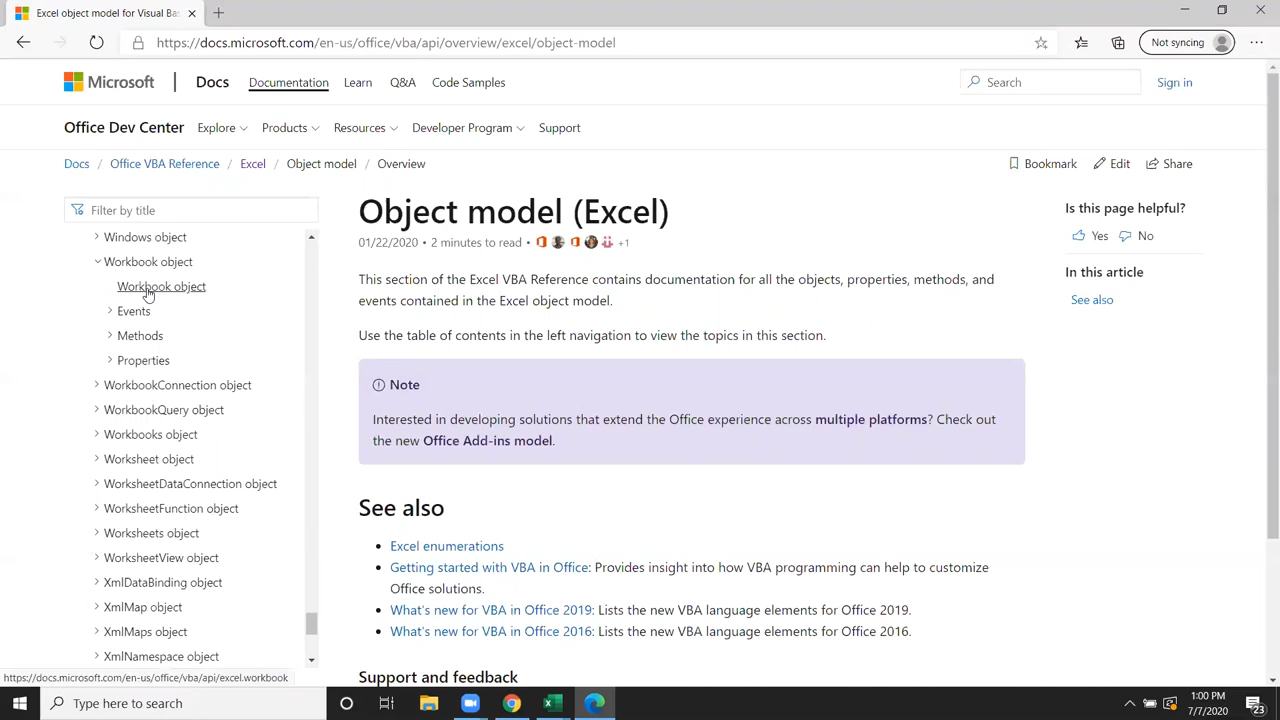 Excel object model for Visual Bas
https://docs.microsoft.com/en-us/office/vba/api/overview/excel/object-model
Not syncing
Microsoft
Docs
Documentation
Learn
Q&A
Code Samples
Search
Sign in
Office Dev Center
Explore
Products
Resources
Developer Program
Support
Docs / Office VBA Reference / Excel / Object model / Overview
Bookmark
Edit
Share
Filter by title
Windows object
Workbook object
Workbook object
Events
Methods
Properties
WorkbookConnection object
WorkbookQuery object
Workbooks object
Worksheet object
WorksheetDataConnection object
WorksheetFunction object
Worksheets object
WorksheetView object
XmlDataBinding object
XmlMap object
XmlMaps object
XmlNamespace object
Object model (Excel)
01/22/2020 • 2 minutes to read •
+1
This section of the Excel VBA Reference contains documentation for all the objects, properties, methods, and
events contained in the Excel object model.
Use the table of contents in the left navigation to view the topics in this section.
Note
Interested in developing solutions that extend the Office experience across multiple platforms? Check out
the new Office Add-ins model.
See also
• Excel enumerations
• Getting started with VBA in Office: Provides insight into how VBA programming can help to customize
Office solutions.
• What's new for VBA in Office 2019: Lists the new VBA language elements for Office 2019.
• What's new for VBA in Office 2016: Lists the new VBA language elements for Office 2016.
Support and feedback
Is this page helpful?
Yes
No
In this article
See also
https://docs.microsoft.com/en-us/office/vba/api/excel.workbook
Type here to search
1:00 PM
7/7/2020
23